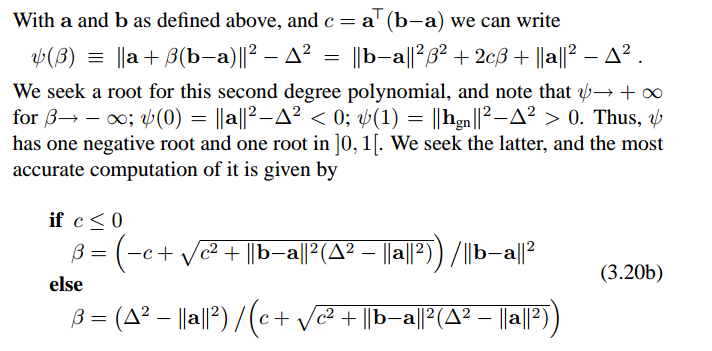 With a and b as defined above, and c = a⊤(b−a) we can write
ψ(β) ≡ ‖a + β(b−a)‖² − Δ² = ‖b−a‖²β² + 2cβ + ‖a‖² − Δ² .
We seek a root for this second degree polynomial, and note that ψ→ + ∞
for β→ − ∞; ψ(0) = ‖a‖²−Δ² < 0; ψ(1) = ‖hgn‖²−Δ² > 0. Thus, ψ
has one negative root and one root in ]0, 1[. We seek the latter, and the most
accurate computation of it is given by
if c ≤ 0
β = (−c + √(c² + ‖b−a‖²(Δ² − ‖a‖²))) / ‖b−a‖²
(3.20b)
else
β = (Δ² − ‖a‖²) / (c + √(c² + ‖b−a‖²(Δ² − ‖a‖²)))